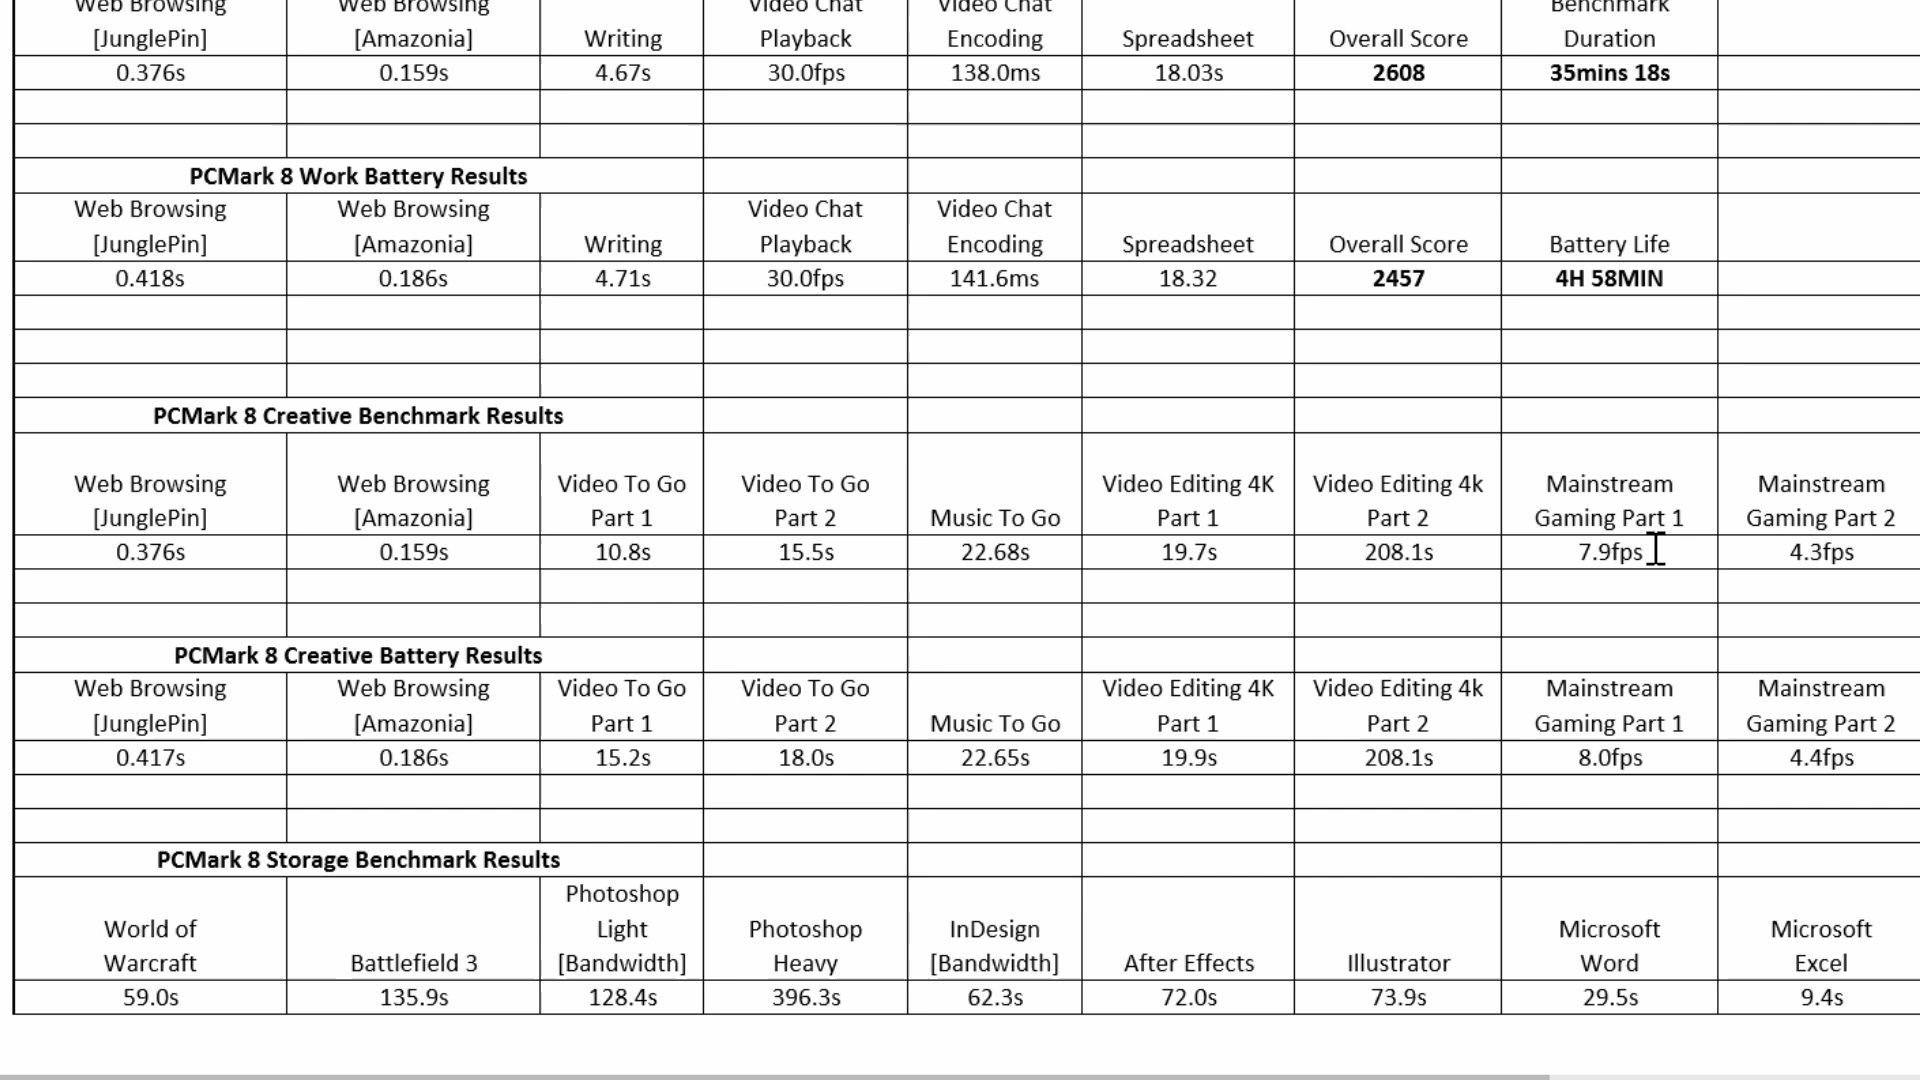 Web Browsing Web Browsing Video Chat Video Chat Benchmark
[JunglePin] [Amazonia] Writing Playback Encoding Spreadsheet Overall Score Duration
0.376s 0.159s 4.67s 30.0fps 138.0ms 18.03s 2608 35mins 18s
PCMark 8 Work Battery Results
Web Browsing Web Browsing Video Chat Video Chat
[JunglePin] [Amazonia] Writing Playback Encoding Spreadsheet Overall Score Battery Life
0.418s 0.186s 4.71s 30.0fps 141.6ms 18.32 2457 4H 58MIN
PCMark 8 Creative Benchmark Results
Web Browsing Web Browsing Video To Go Video To Go Video Editing 4K Video Editing 4k Mainstream Mainstream
[JunglePin] [Amazonia] Part 1 Part 2 Music To Go Part 1 Part 2 Gaming Part 1 Gaming Part 2
0.376s 0.159s 10.8s 15.5s 22.68s 19.7s 208.1s 7.9fps 4.3fps
PCMark 8 Creative Battery Results
Web Browsing Web Browsing Video To Go Video To Go Video Editing 4K Video Editing 4k Mainstream Mainstream
[JunglePin] [Amazonia] Part 1 Part 2 Music To Go Part 1 Part 2 Gaming Part 1 Gaming Part 2
0.417s 0.186s 15.2s 18.0s 22.65s 19.9s 208.1s 8.0fps 4.4fps
PCMark 8 Storage Benchmark Results
Photoshop
World of Light Photoshop InDesign Microsoft Microsoft
Warcraft Battlefield 3 [Bandwidth] Heavy [Bandwidth] After Effects Illustrator Word Excel
59.0s 135.9s 128.4s 396.3s 62.3s 72.0s 73.9s 29.5s 9.4s